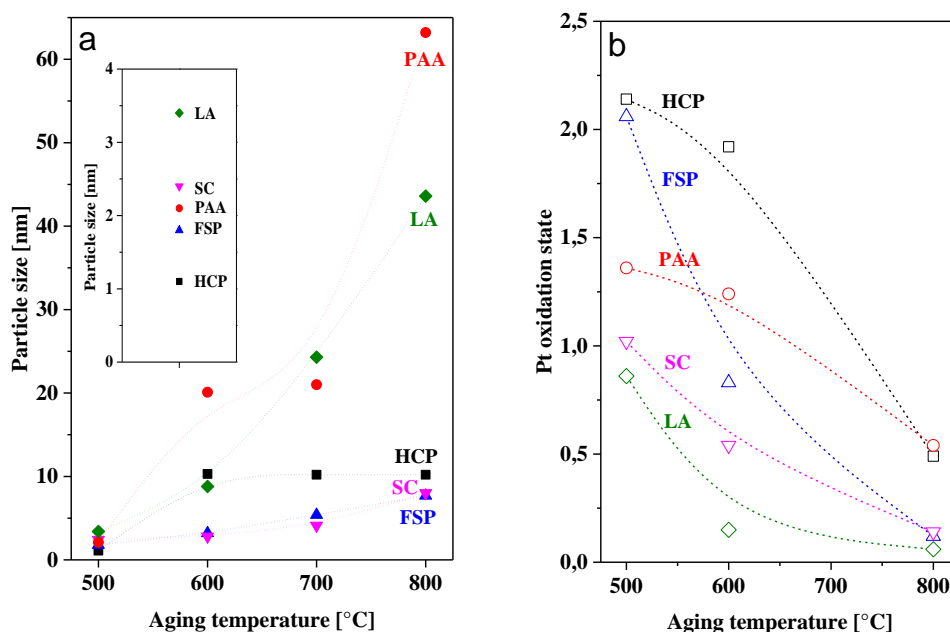 a
Particle size [nm]
60
50
40
30
20
10
0
500
600
700
800
Aging temperature [°C]
PAA
LA
HCP
SC
FSP
Particle size [nm]
4
3
2
1
0
LA
SC
PAA
FSP
HCP
b
Pt oxidation state
2,5
2,0
1,5
1,0
0,5
0,0
500
600
700
800
Aging temperature [°C]
HCP
FSP
PAA
SC
LA